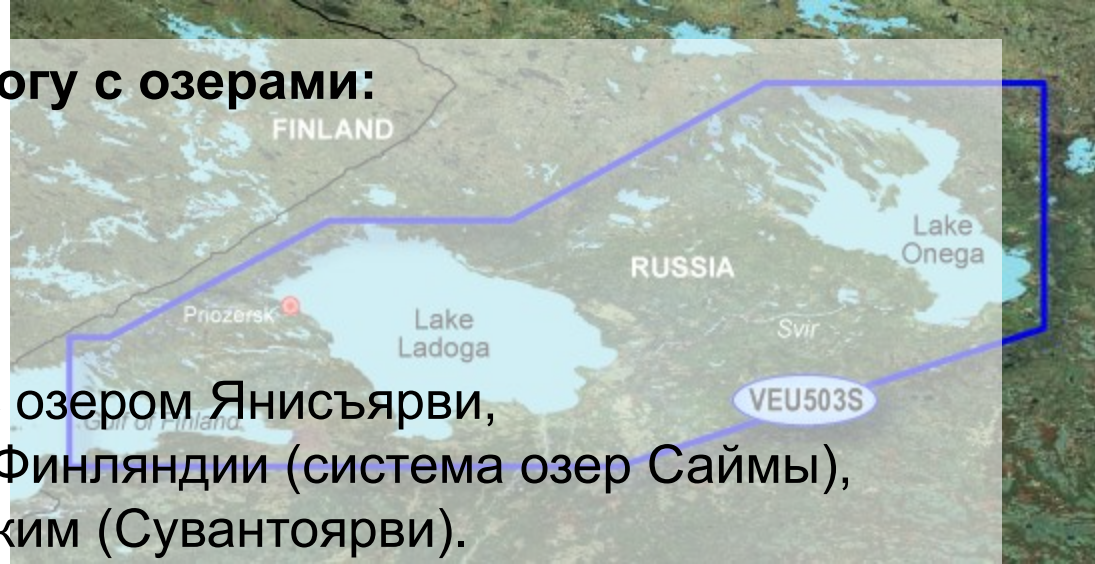 огу с озерами:
FINLAND
Lake
Onega
RUSSIA
Priozersk
Lake
Ladoga
Svir
VEU503S
озером Янисъярви,
Gulf of Finland
Финляндии (система озер Саймы),
ким (Сувантоярви).